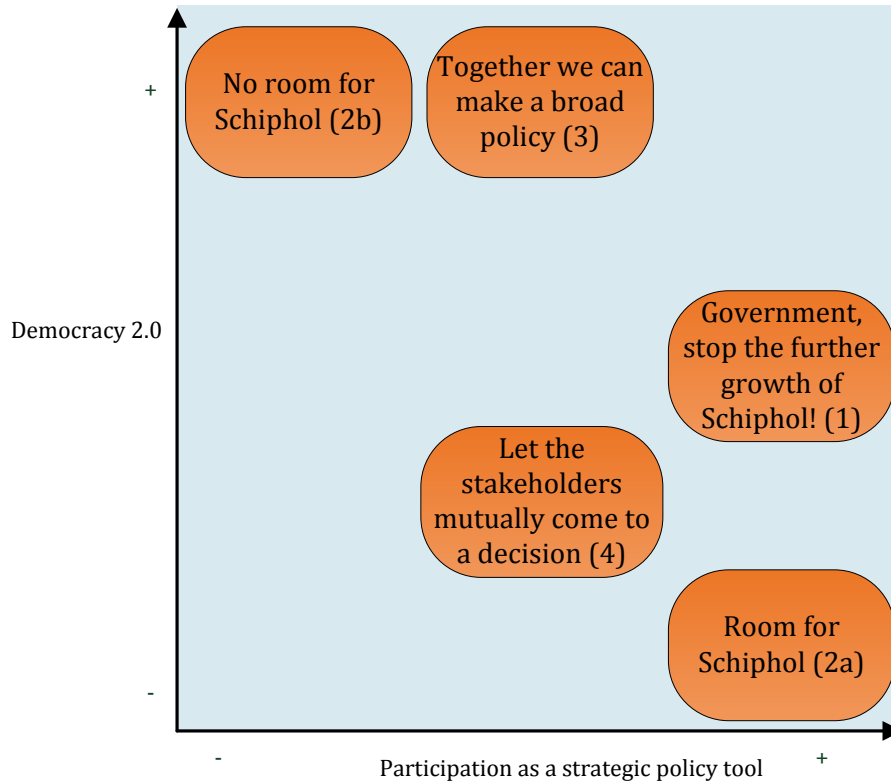 No room for
Schiphol (2b)
Together we can
make a broad
policy (3)
+
Democracy 2.0
Government,
stop the further
growth of
Schiphol! (1)
Let the
stakeholders
mutually come to
a decision (4)
Room for
Schiphol (2a)
-
-
+
Participation as a strategic policy tool